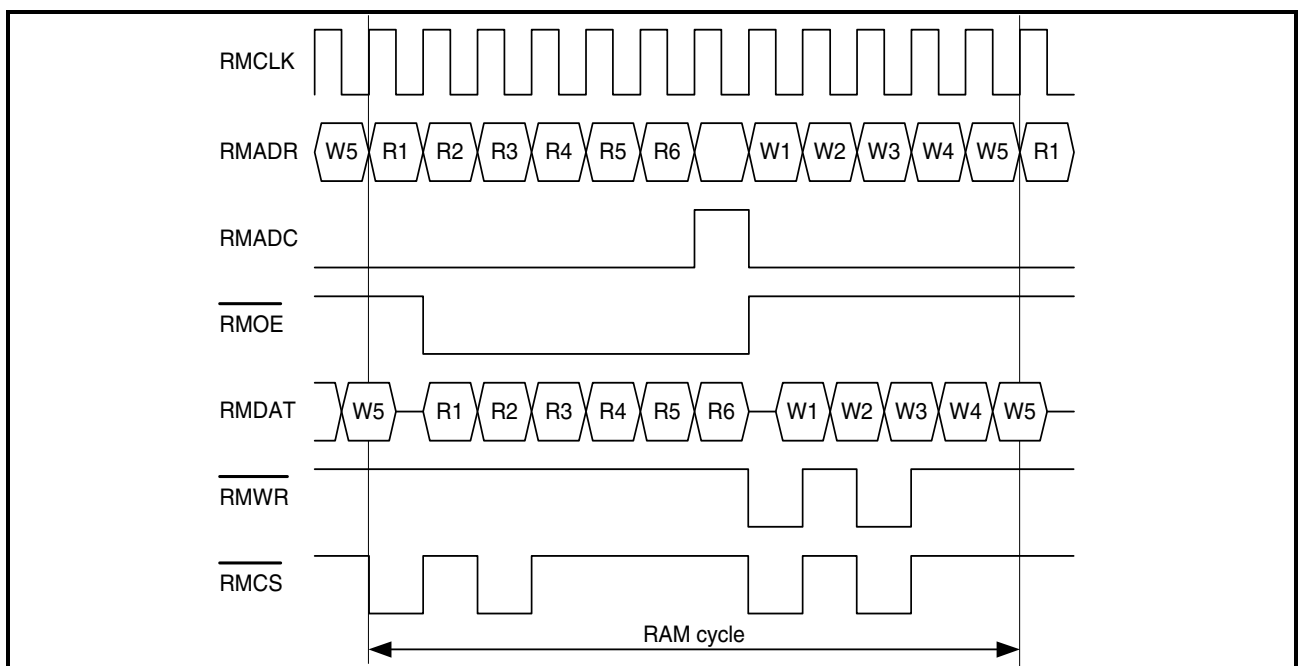 RMCLK
RMADR W5 R1 R2 R3 R4 R5 R6 W1 W2 W3 W4 W5 R1
RMADC
RMOE
RMDAT W5 R1 R2 R3 R4 R5 R6 W1 W2 W3 W4 W5
RMWR
RMCS
RAM cycle